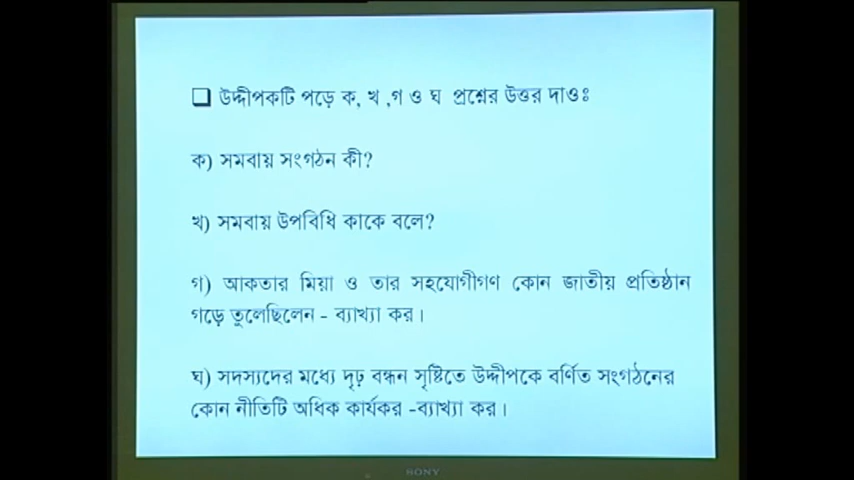 ❑ উদ্দীপকটি পড়ে ক, খ ,গ ও ঘ প্রশ্নের উত্তর দাওঃ
ক) সমবায় সংগঠন কী?
খ) সমবায় উপবিধি কাকে বলে?
গ) আকতার মিয়া ও তার সহযোগীগণ কোন জাতীয় প্রতিষ্ঠান
গড়ে তুলেছিলেন - ব্যাখ্যা কর।
ঘ) সদস্যদের মধ্যে দৃঢ় বন্ধন সৃষ্টিতে উদ্দীপকে বর্ণিত সংগঠনের
কোন নীতিটি অধিক কার্যকর -ব্যাখ্যা কর।
SONY